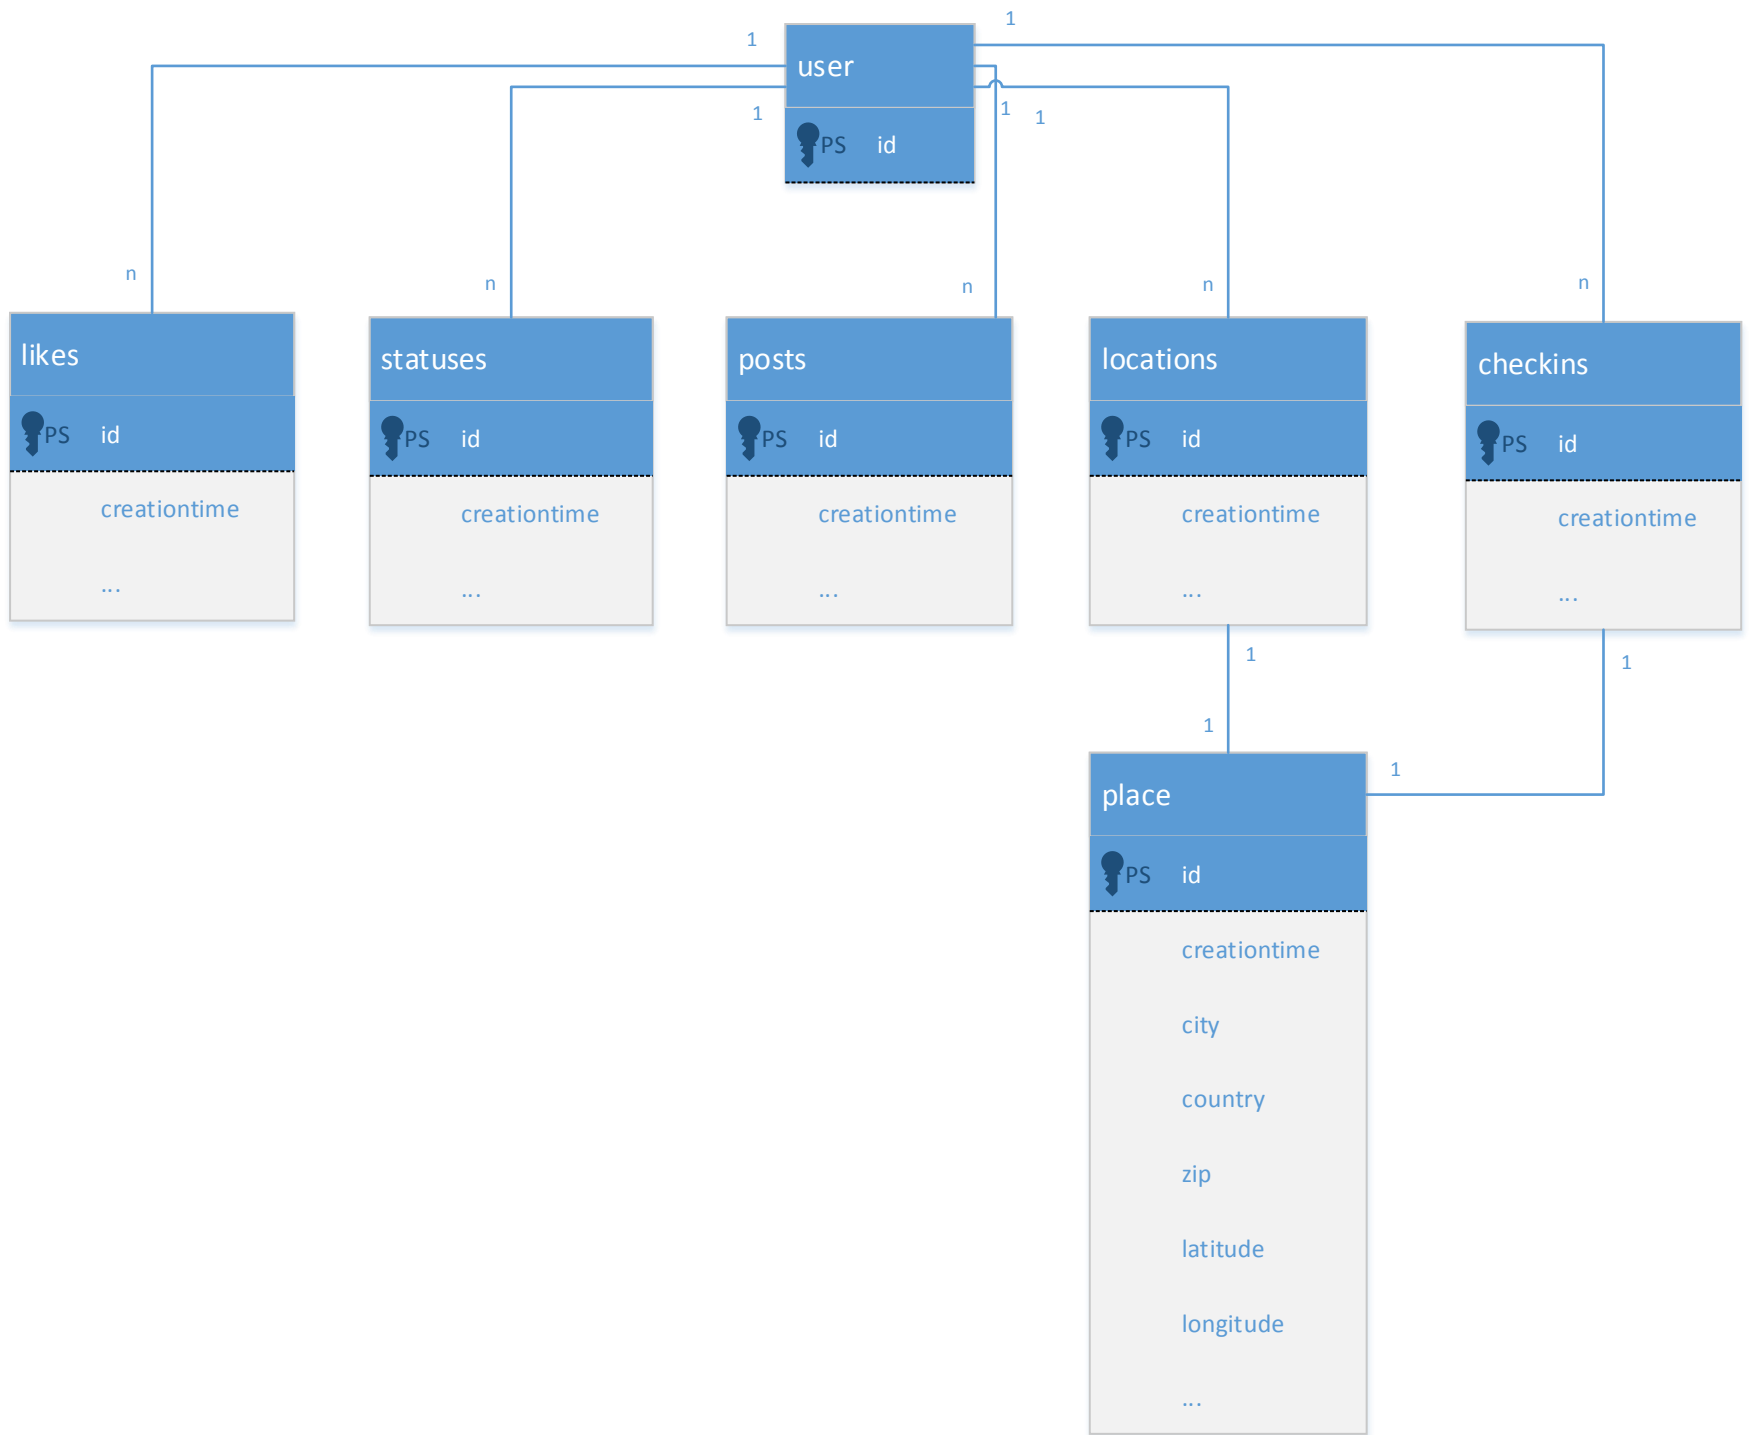 1
1
user
1
1
1
PS id
n
n
n
n
n
likes
statuses
posts
locations
checkins
PS id
PS id
PS id
PS id
PS id
creationtime
creationtime
creationtime
creationtime
creationtime
...
...
...
...
...
1
1
1
1
place
PS id
creationtime
city
country
zip
latitude
longitude
...